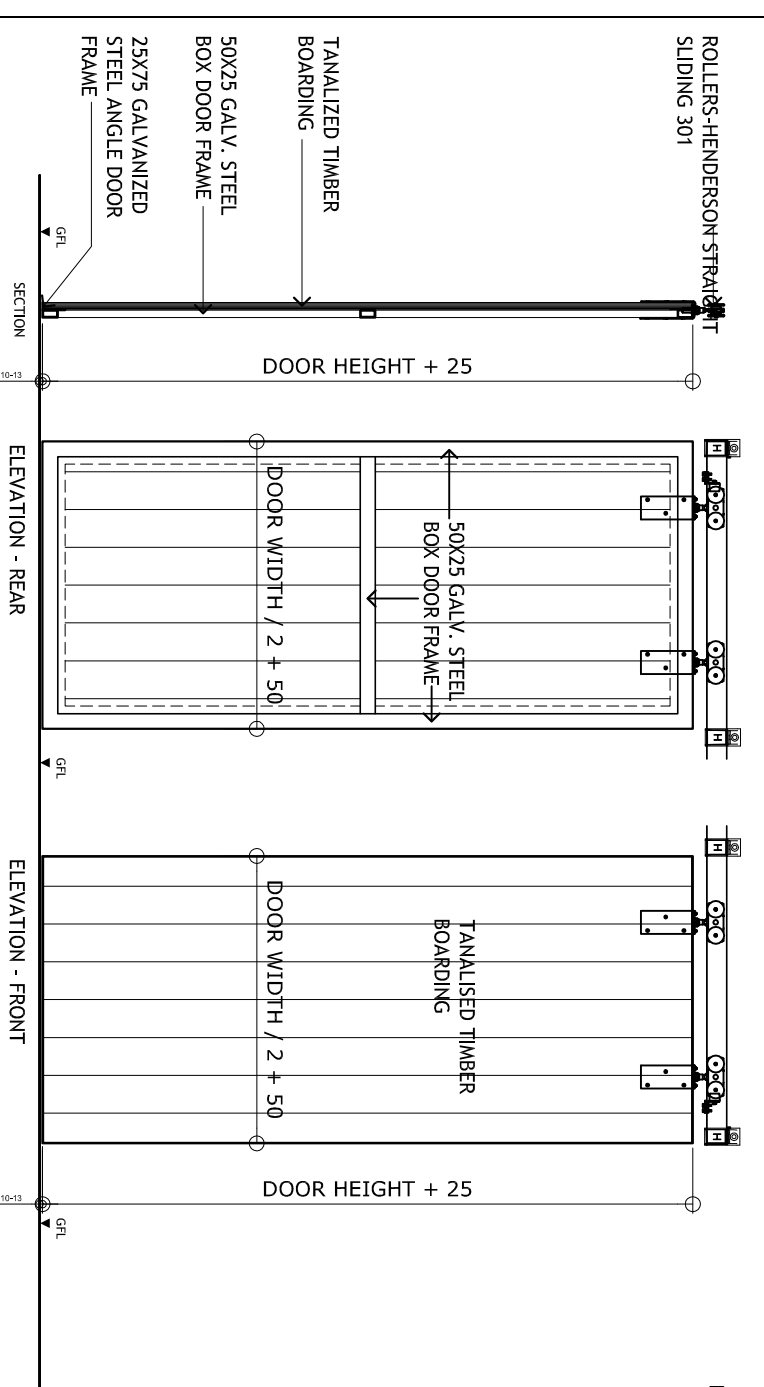 ROLLERS-HENDERSON STRAIGHT
SLIDING 301
TANALIZED TIMBER
BOARDING
50X25 GALV. STEEL
BOX DOOR FRAME
25X75 GALVANIZED
STEEL ANGLE DOOR
FRAME
GFL
SECTION
DOOR HEIGHT + 25
10-13
H
H
50X25 GALV. STEEL
BOX DOOR FRAME
DOOR WIDTH / 2 + 50
GFL
ELEVATION - REAR
H
H
TANALISED TIMBER
BOARDING
DOOR WIDTH / 2 + 50
ELEVATION - FRONT
DOOR HEIGHT + 25
10-13
GFL